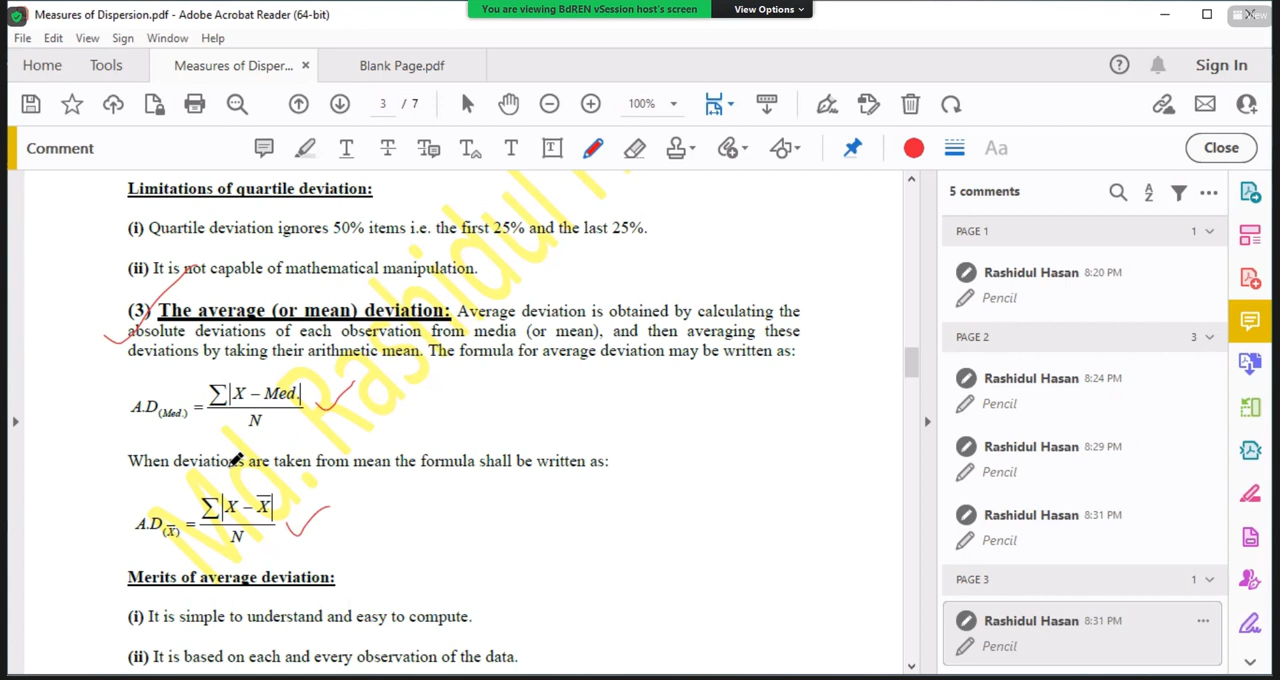 Measures of Dispersion.pdf - Adobe Acrobat Reader (64-bit)
You are viewing BdREN vSession host's screen
View Options
View
File Edit View Sign Window Help
Home Tools Measures of Disper... × Blank Page.pdf
Sign In
3 / 7
100%
Comment
Aa
Close
Limitations of quartile deviation:
(i) Quartile deviation ignores 50% items i.e. the first 25% and the last 25%.
(ii) It is not capable of mathematical manipulation.
(3) The average (or mean) deviation: Average deviation is obtained by calculating the
absolute deviations of each observation from media (or mean), and then averaging these
deviations by taking their arithmetic mean. The formula for average deviation may be written as:
A.D(Med.) = ∑|X − Med.| / N
When deviations are taken from mean the formula shall be written as:
A.D(X̅) = ∑|X − X̅| / N
Merits of average deviation:
(i) It is simple to understand and easy to compute.
(ii) It is based on each and every observation of the data.
Md. Rashidul
5 comments
PAGE 1 1
Rashidul Hasan 8:20 PM
Pencil
PAGE 2 3
Rashidul Hasan 8:24 PM
Pencil
Rashidul Hasan 8:29 PM
Pencil
Rashidul Hasan 8:31 PM
Pencil
PAGE 3 1
Rashidul Hasan 8:31 PM
Pencil